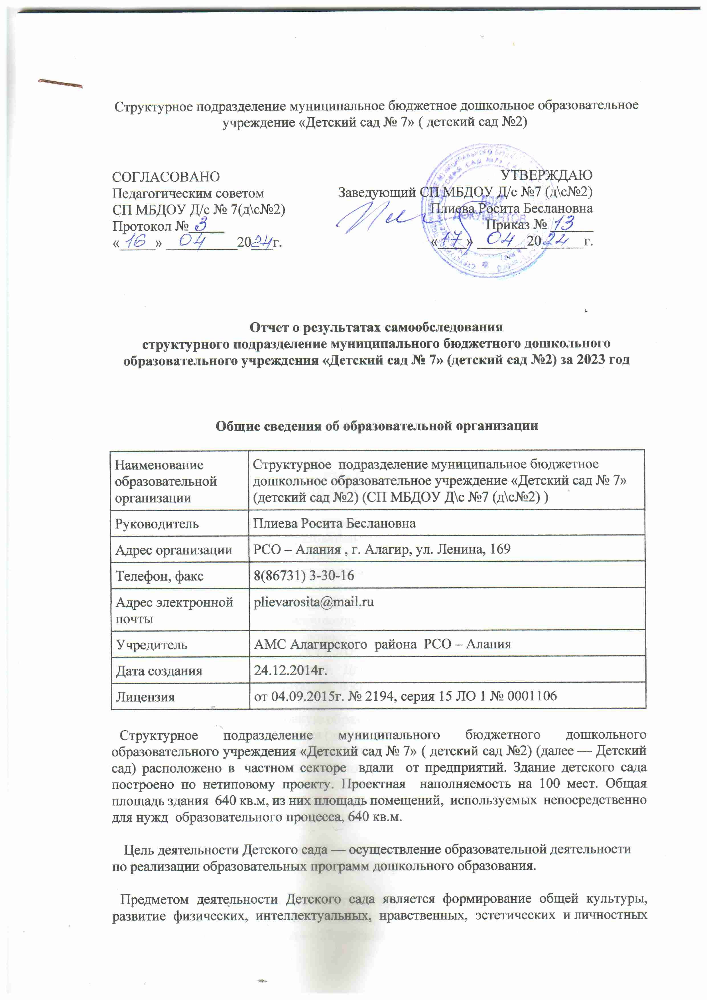 Структурное подразделение муниципальное бюджетное дошкольное образовательное
учреждение «Детский сад № 7» ( детский сад №2)
СОГЛАСОВАНО
Педагогическим советом
СП МБДОУ Д/с № 7(д\с№2)
Протокол № 3
«16» 04 2024г.
УТВЕРЖДАЮ
Заведующий СП МБДОУ Д/с №7 (д\с№2)
Плиева Росита Беслановна
Приказ № 13
«17» 04 2024 г.
ДЛЯ
ДОКУМЕНТОВ
Отчет о результатах самообследования
структурного подразделение муниципального бюджетного дошкольного
образовательного учреждения «Детский сад № 7» (детский сад №2) за 2023 год
Общие сведения об образовательной организации
Наименование
образовательной
организации
Структурное подразделение муниципальное бюджетное
дошкольное образовательное учреждение «Детский сад № 7»
(детский сад №2) (СП МБДОУ Д\с №7 (д\с№2) )
Руководитель
Плиева Росита Беслановна
Адрес организации
РСО – Алания , г. Алагир, ул. Ленина, 169
Телефон, факс
8(86731) 3-30-16
Адрес электронной
почты
plievarosita@mail.ru
Учредитель
АМС Алагирского района РСО – Алания
Дата создания
24.12.2014г.
Лицензия
от 04.09.2015г. № 2194, серия 15 ЛО 1 № 0001106
Структурное подразделение муниципального бюджетного дошкольного
образовательного учреждения «Детский сад № 7» ( детский сад №2) (далее — Детский
сад) расположено в частном секторе вдали от предприятий. Здание детского сада
построено по нетиповому проекту. Проектная наполняемость на 100 мест. Общая
площадь здания 640 кв.м, из них площадь помещений, используемых непосредственно
для нужд образовательного процесса, 640 кв.м.
Цель деятельности Детского сада — осуществление образовательной деятельности
по реализации образовательных программ дошкольного образования.
Предметом деятельности Детского сада является формирование общей культуры,
развитие физических, интеллектуальных, нравственных, эстетических и личностных